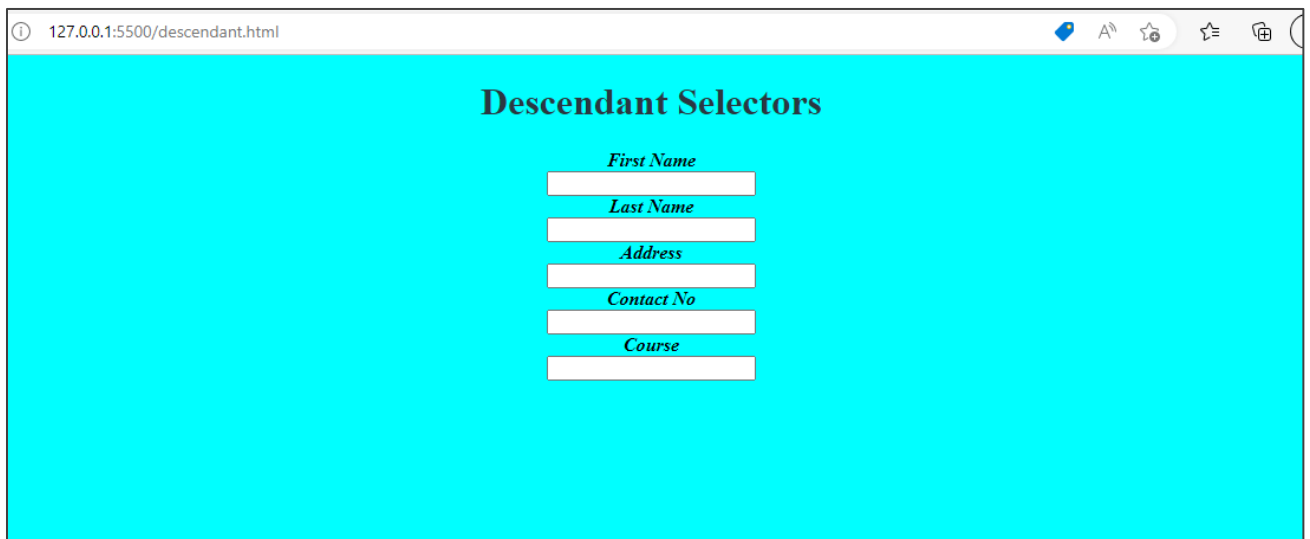 127.0.0.1:5500/descendant.html
Descendant Selectors
First Name
Last Name
Address
Contact No
Course